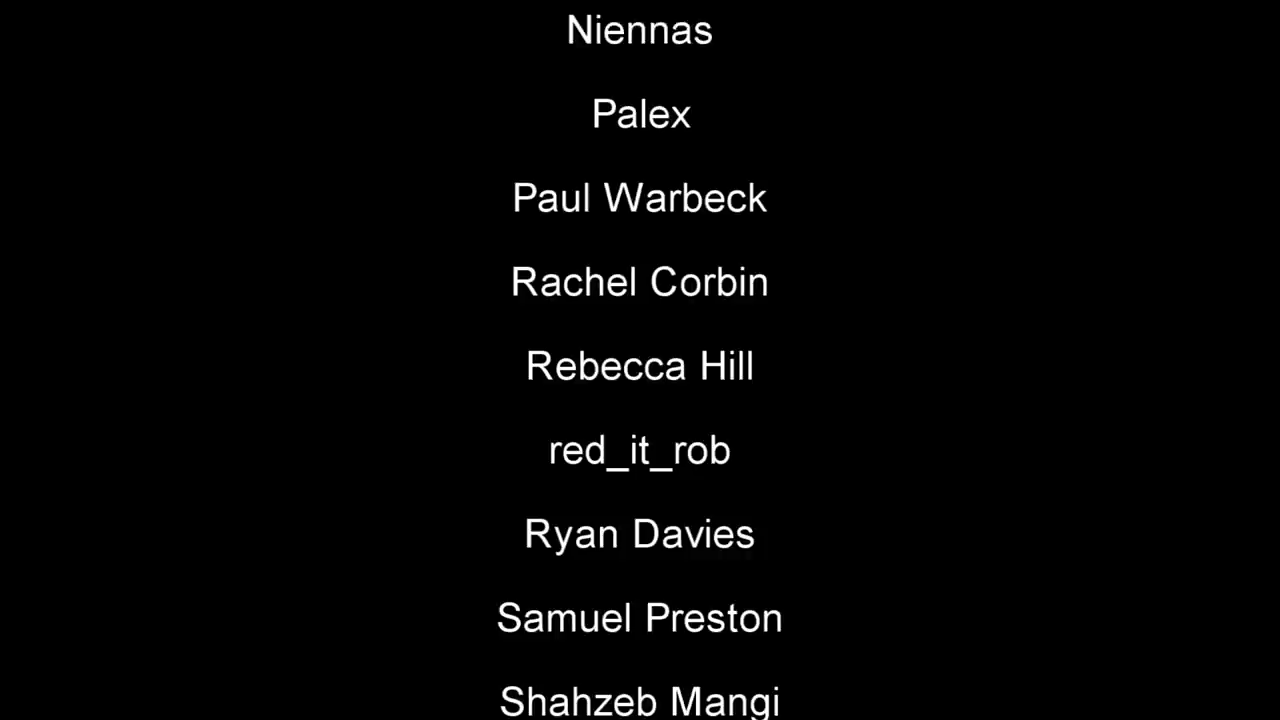 Niennas
Palex
Paul Warbeck
Rachel Corbin
Rebecca Hill
red_it_rob
Ryan Davies
Samuel Preston
Shahzeb Mangi